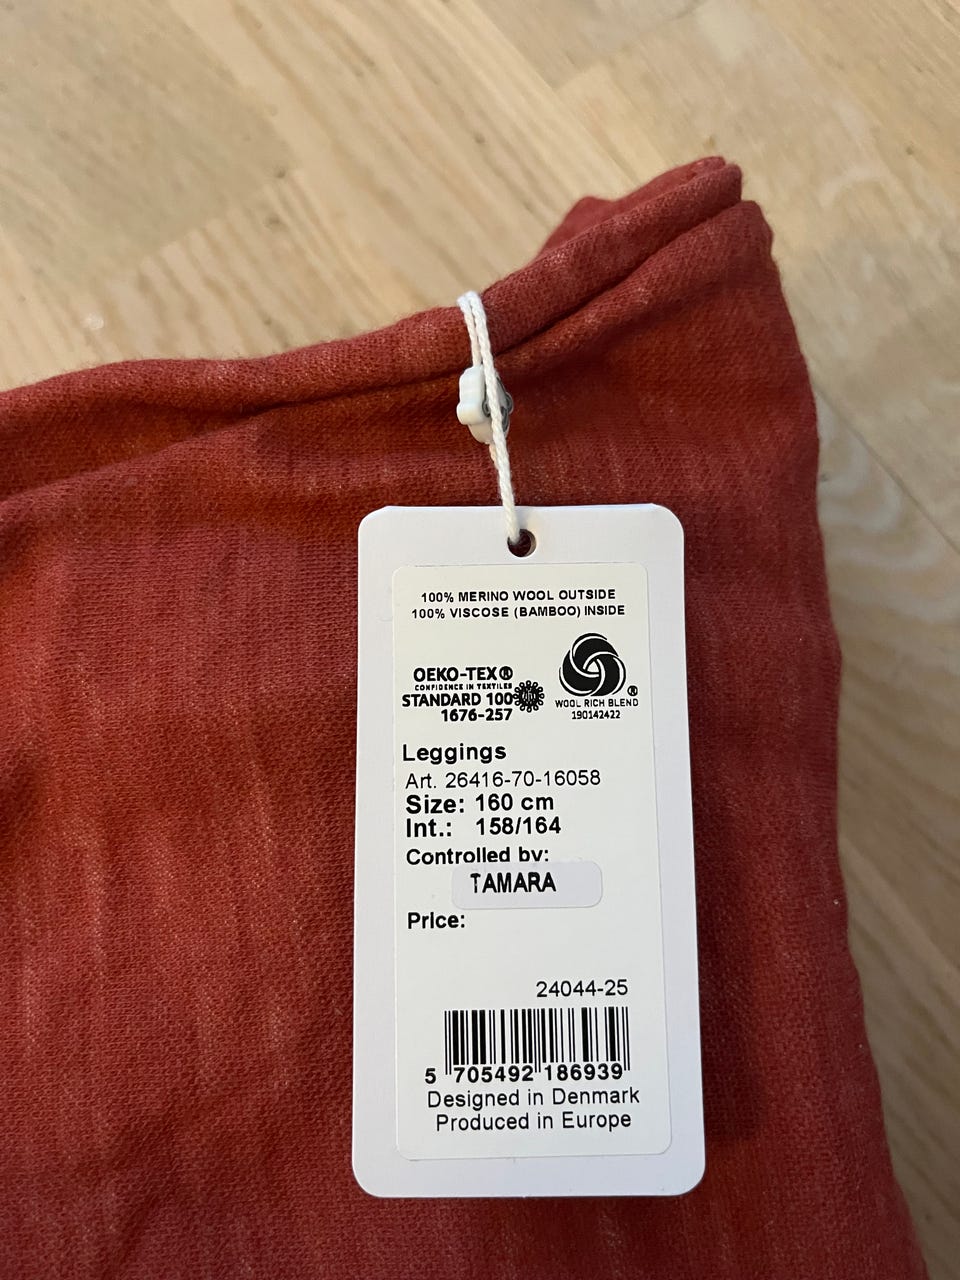 100% MERINO WOOL OUTSIDE
100% VISCOSE (BAMBOO) INSIDE
OEKO-TEX®
CONFIDENCE IN TEXTILES
STANDARD 100
1676-257
®
WOOL RICH BLEND
190142422
Leggings
Art. 26416-70-16058
Size: 160 cm
Int.: 158/164
Controlled by:
TAMARA
Price:
24044-25
5 705492 186939
Designed in Denmark
Produced in Europe